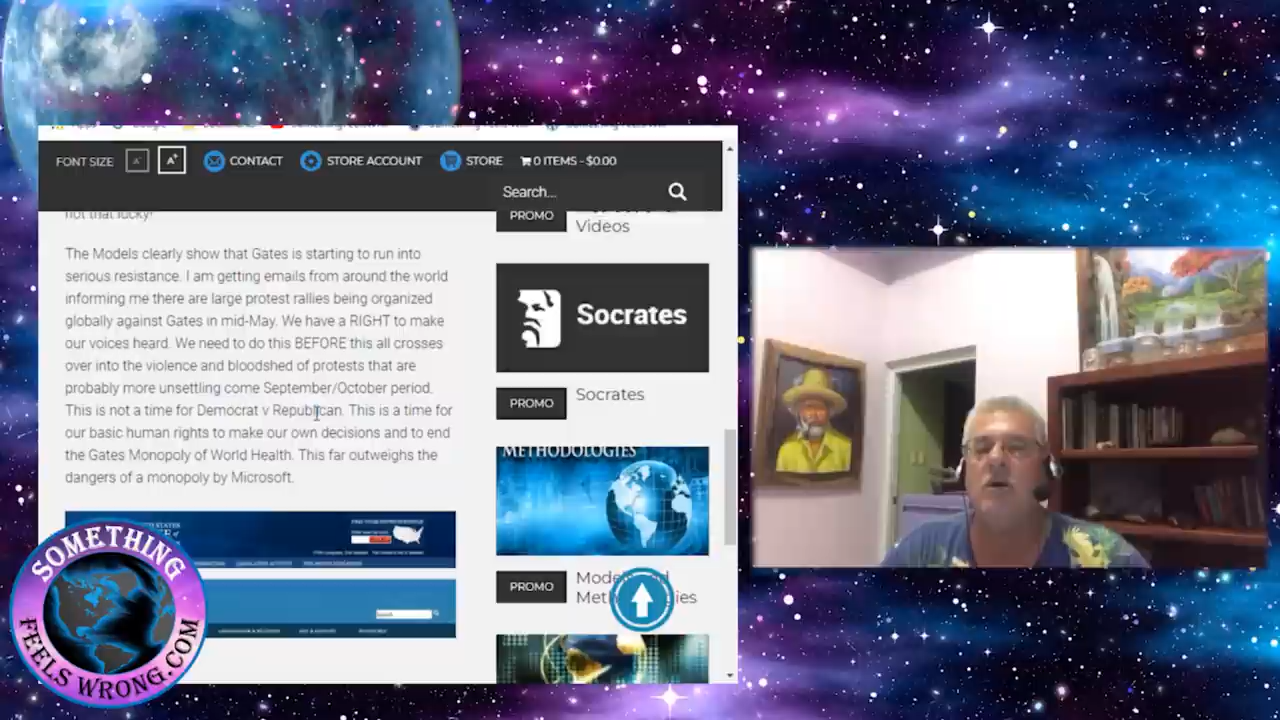 FONT SIZE A- A+ CONTACT STORE ACCOUNT STORE 0 ITEMS - $0.00
Search...
not that lucky!
The Models clearly show that Gates is starting to run into
serious resistance. I am getting emails from around the world
informing me there are large protest rallies being organized
globally against Gates in mid-May. We have a RIGHT to make
our voices heard. We need to do this BEFORE this all crosses
over into the violence and bloodshed of protests that are
probably more unsettling come September/October period.
This is not a time for Democrat v Republican. This is a time for
our basic human rights to make our own decisions and to end
the Gates Monopoly of World Health. This far outweighs the
dangers of a monopoly by Microsoft.
PROMO
Videos
Socrates
PROMO Socrates
METHODOLOGIES
PROMO
SOMETHING
FEELS WRONG.COM